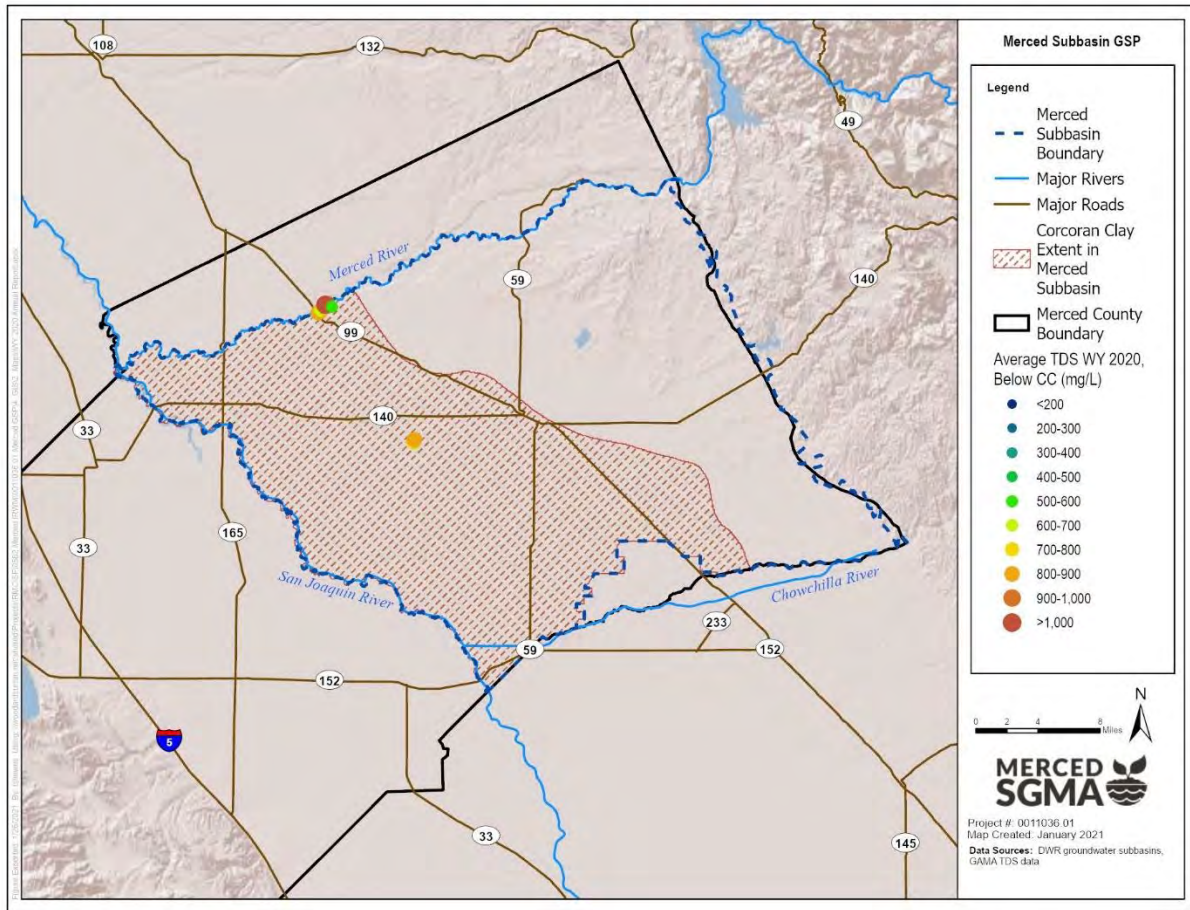 Merced Subbasin GSP
Legend
Merced
Subbasin
Boundary
Major Rivers
Major Roads
Corcoran Clay
Extent in
Merced
Subbasin
Merced County
Boundary
Average TDS WY 2020,
Below CC (mg/L)
<200
200-300
300-400
400-500
500-600
600-700
700-800
800-900
900-1,000
>1,000
N
0 2 4 8
Miles
MERCED
SGMA
Project #: 0011036.01
Map Created: January 2021
Data Sources: DWR groundwater subbasins,
GAMA TDS data
108
132
49
Merced River
59
140
99
140
33
165
33
San Joaquin River
Chowchilla River
233
59
152
152
5
33
145